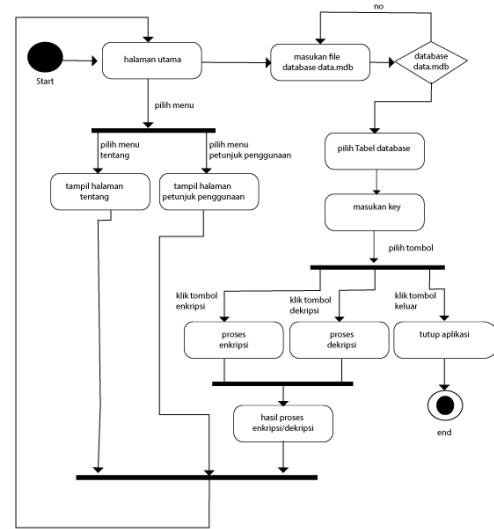 no
halaman utama
masukan file
database data.mdb
database
data.mdb
Start
pilih menu
pilih menu
tentang
pilih menu
petunjuk penggunaan
pilih Tabel database
tampil halaman
tentang
tampil halaman
petunjuk penggunaan
masukan key
pilih tombol
klik tombol
enkripsi
klik tombol
dekripsi
klik tombol
keluar
proses
enkripsi
proses
dekripsi
tutup aplikasi
hasil proses
enkripsi/dekripsi
end